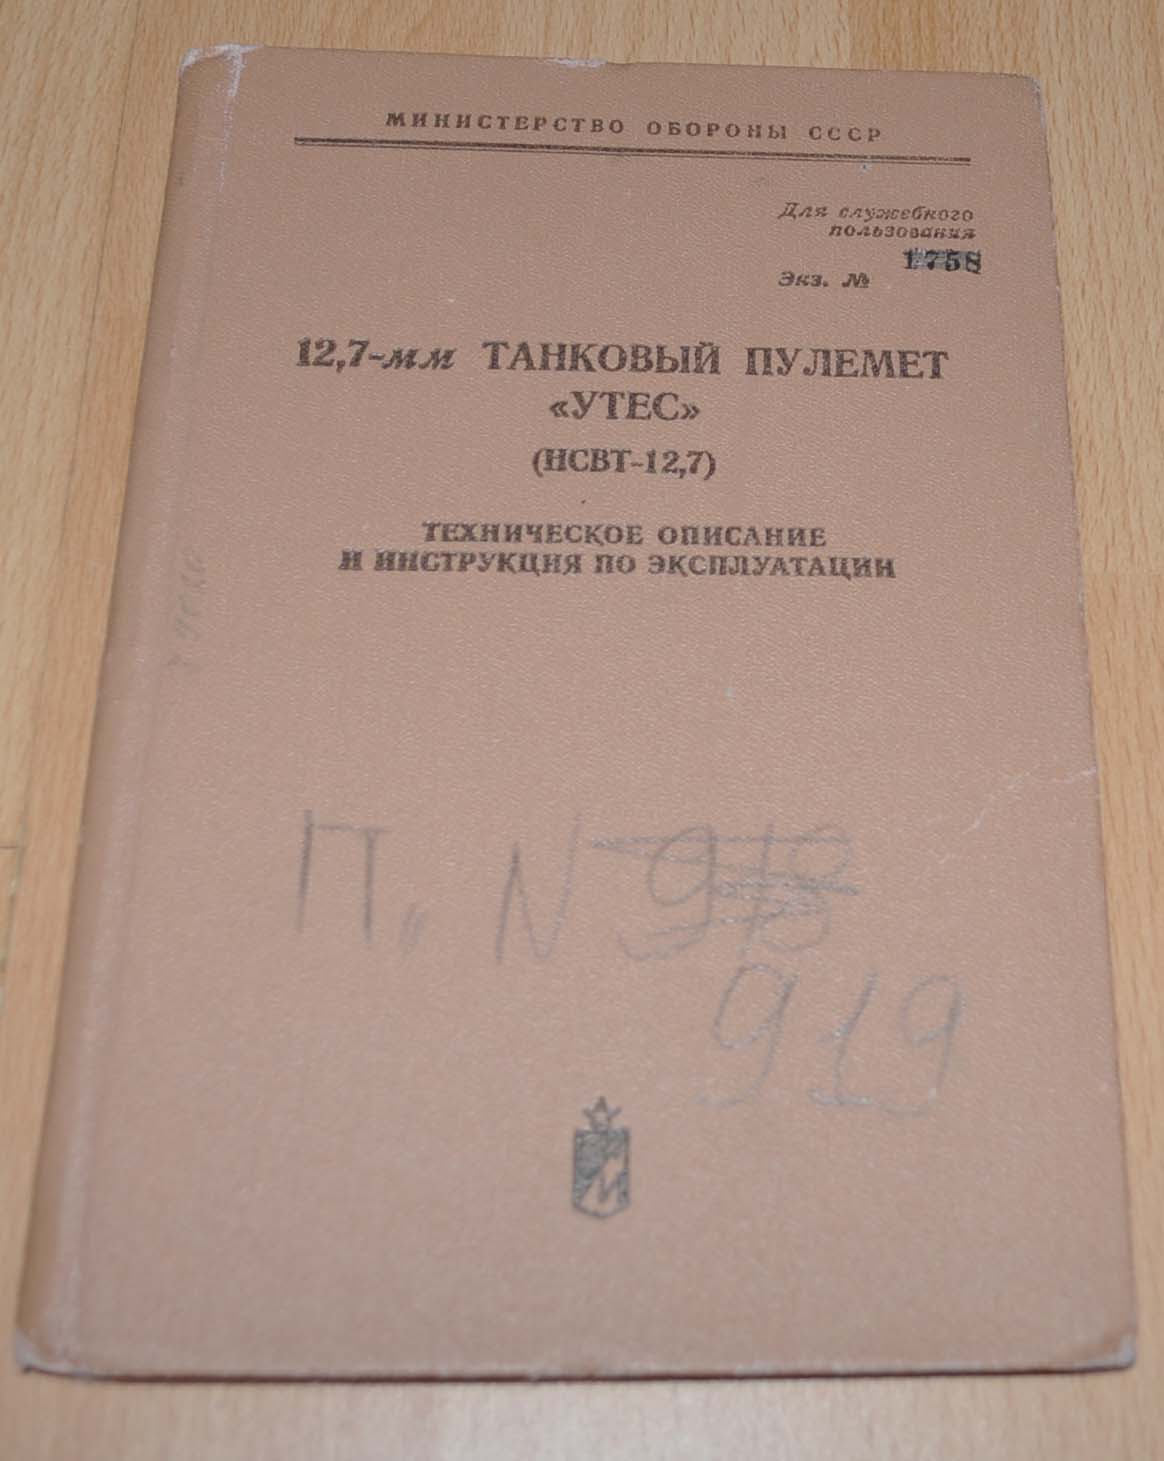 МИНИСТЕРСТВО ОБОРОНЫ СССР
Для служебного
пользования
1758
Экз. №
12,7-мм ТАНКОВЫЙ ПУЛЕМЕТ
«УТЕС»
(НСВТ-12,7)
ТЕХНИЧЕСКОЕ ОПИСАНИЕ
И ИНСТРУКЦИЯ ПО ЭКСПЛУАТАЦИИ
П. N
919